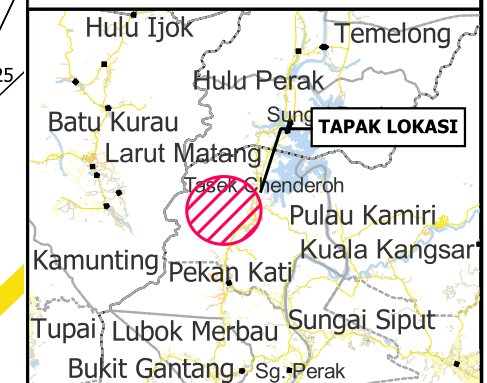 Hulu Ijok
Temelong
25
Hulu Perak
Sung
Batu Kurau
TAPAK LOKASI
Larut Matang
Tasek Chenderoh
Pulau Kamiri
Kuala Kangsar
Kamunting
Pekan Kati
Tupai
Lubok Merbau
Sungai Siput
Bukit Gantang
Sg. Perak